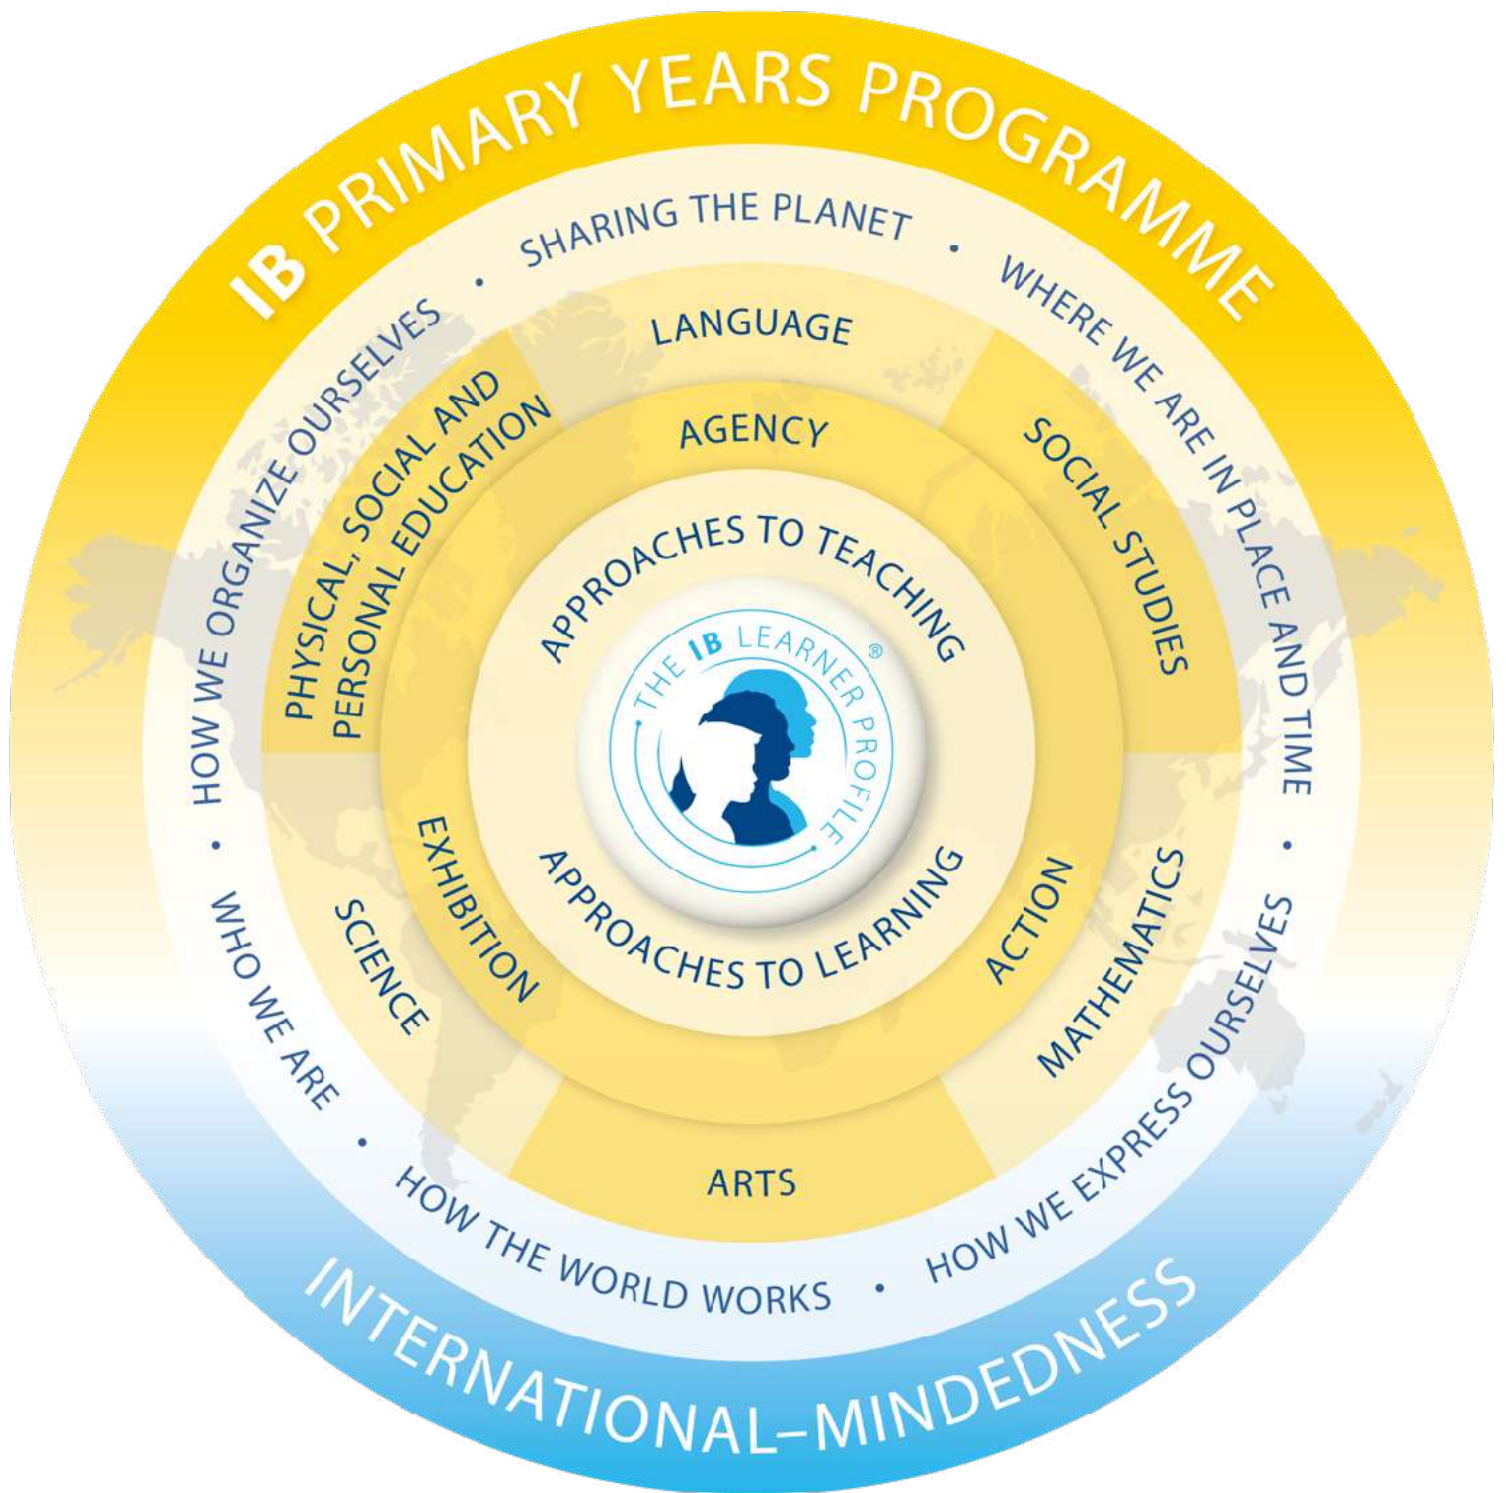 IB PRIMARY YEARS PROGRAMME
SHARING THE PLANET
•
WHERE WE ARE IN PLACE AND TIME
•
HOW WE EXPRESS OURSELVES
•
HOW THE WORLD WORKS
•
WHO WE ARE
•
HOW WE ORGANIZE OURSELVES
•
LANGUAGE
SOCIAL STUDIES
MATHEMATICS
ARTS
SCIENCE
PHYSICAL, SOCIAL AND
PERSONAL EDUCATION
AGENCY
ACTION
EXHIBITION
APPROACHES TO TEACHING
APPROACHES TO LEARNING
THE IB LEARNER PROFILE ®
INTERNATIONAL–MINDEDNESS